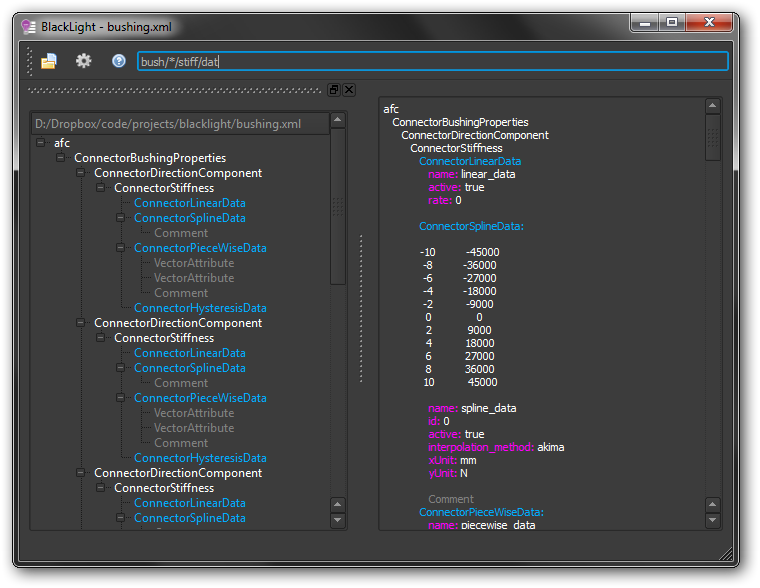 BlackLight - bushing.xml
bush/*/stiff/dat
D:/Dropbox/code/projects/blacklight/bushing.xml
afc
ConnectorBushingProperties
ConnectorDirectionComponent
ConnectorStiffness
ConnectorLinearData
ConnectorSplineData
Comment
ConnectorPieceWiseData
VectorAttribute
VectorAttribute
Comment
ConnectorHysteresisData
ConnectorDirectionComponent
ConnectorStiffness
ConnectorLinearData
ConnectorSplineData
Comment
ConnectorPieceWiseData
VectorAttribute
VectorAttribute
Comment
ConnectorHysteresisData
ConnectorDirectionComponent
ConnectorStiffness
ConnectorLinearData
ConnectorSplineData
afc
ConnectorBushingProperties
ConnectorDirectionComponent
ConnectorStiffness
ConnectorLinearData
name: linear_data
active: true
rate: 0
ConnectorSplineData:
-10 -45000
-8 -36000
-6 -27000
-4 -18000
-2 -9000
0 0
2 9000
4 18000
6 27000
8 36000
10 45000
name: spline_data
id: 0
active: true
interpolation_method: akima
xUnit: mm
yUnit: N
Comment
ConnectorPieceWiseData:
name: piecewise_data